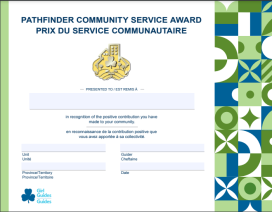 PATHFINDER COMMUNITY SERVICE AWARD
PRIX DU SERVICE COMMUNAUTAIRE
PRESENTED TO | EST REMIS À
in recognition of the positive contribution you have
made to your community.
en reconnaissance de la contribution positive que
vous avez apportée à sa collectivité.
Unit
Unité
Guider
Cheftaine
Province/Territory
Province/Territoire
Date
Girl
Guides
Guides